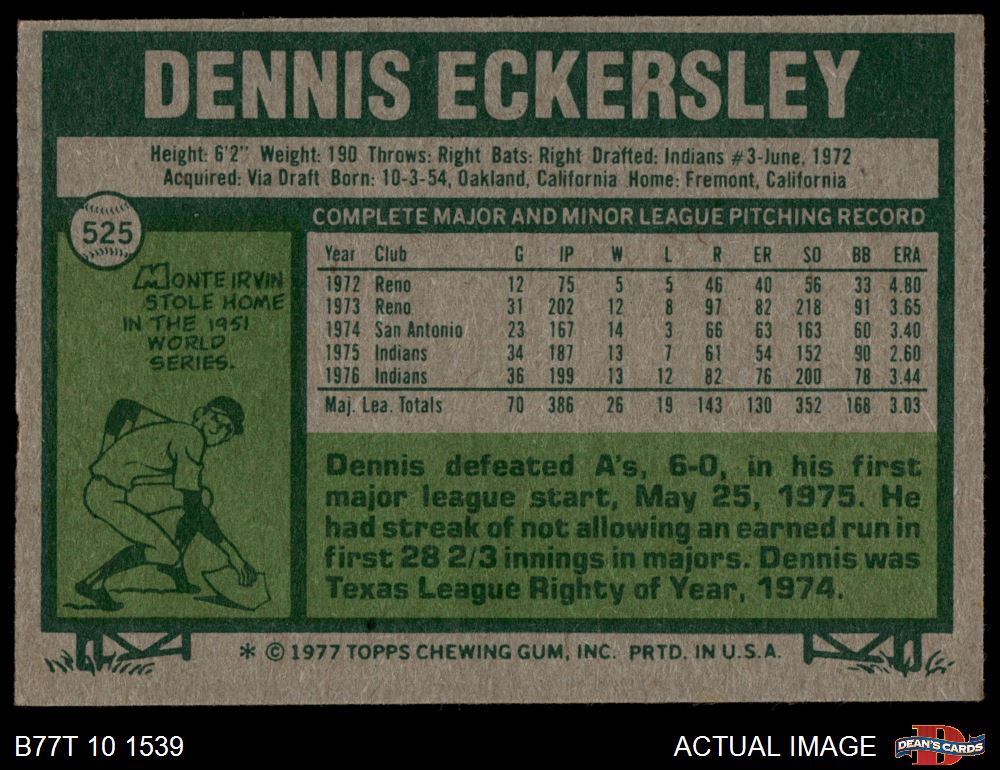 DENNIS ECKERSLEY
Height: 6'2" Weight: 190 Throws: Right Bats: Right Drafted: Indians #3-June, 1972
Acquired: Via Draft Born: 10-3-54, Oakland, California Home: Fremont, California
525
MONTE IRVIN
STOLE HOME
IN THE 1951
WORLD
SERIES.
COMPLETE MAJOR AND MINOR LEAGUE PITCHING RECORD
Year Club G IP W L R ER SO BB ERA
1972 Reno 12 75 5 5 46 40 56 33 4.80
1973 Reno 31 202 12 8 97 82 218 91 3.65
1974 San Antonio 23 167 14 3 66 63 163 60 3.40
1975 Indians 34 187 13 7 61 54 152 90 2.60
1976 Indians 36 199 13 12 82 76 200 78 3.44
Maj. Lea. Totals 70 386 26 19 143 130 352 168 3.03
Dennis defeated A's, 6-0, in his first
major league start, May 25, 1975. He
had streak of not allowing an earned run in
first 28 2/3 innings in majors. Dennis was
Texas League Righty of Year, 1974.
* © 1977 TOPPS CHEWING GUM, INC. PRTD. IN U.S.A.
B77T 10 1539
ACTUAL IMAGE
D
DEAN'S CARDS